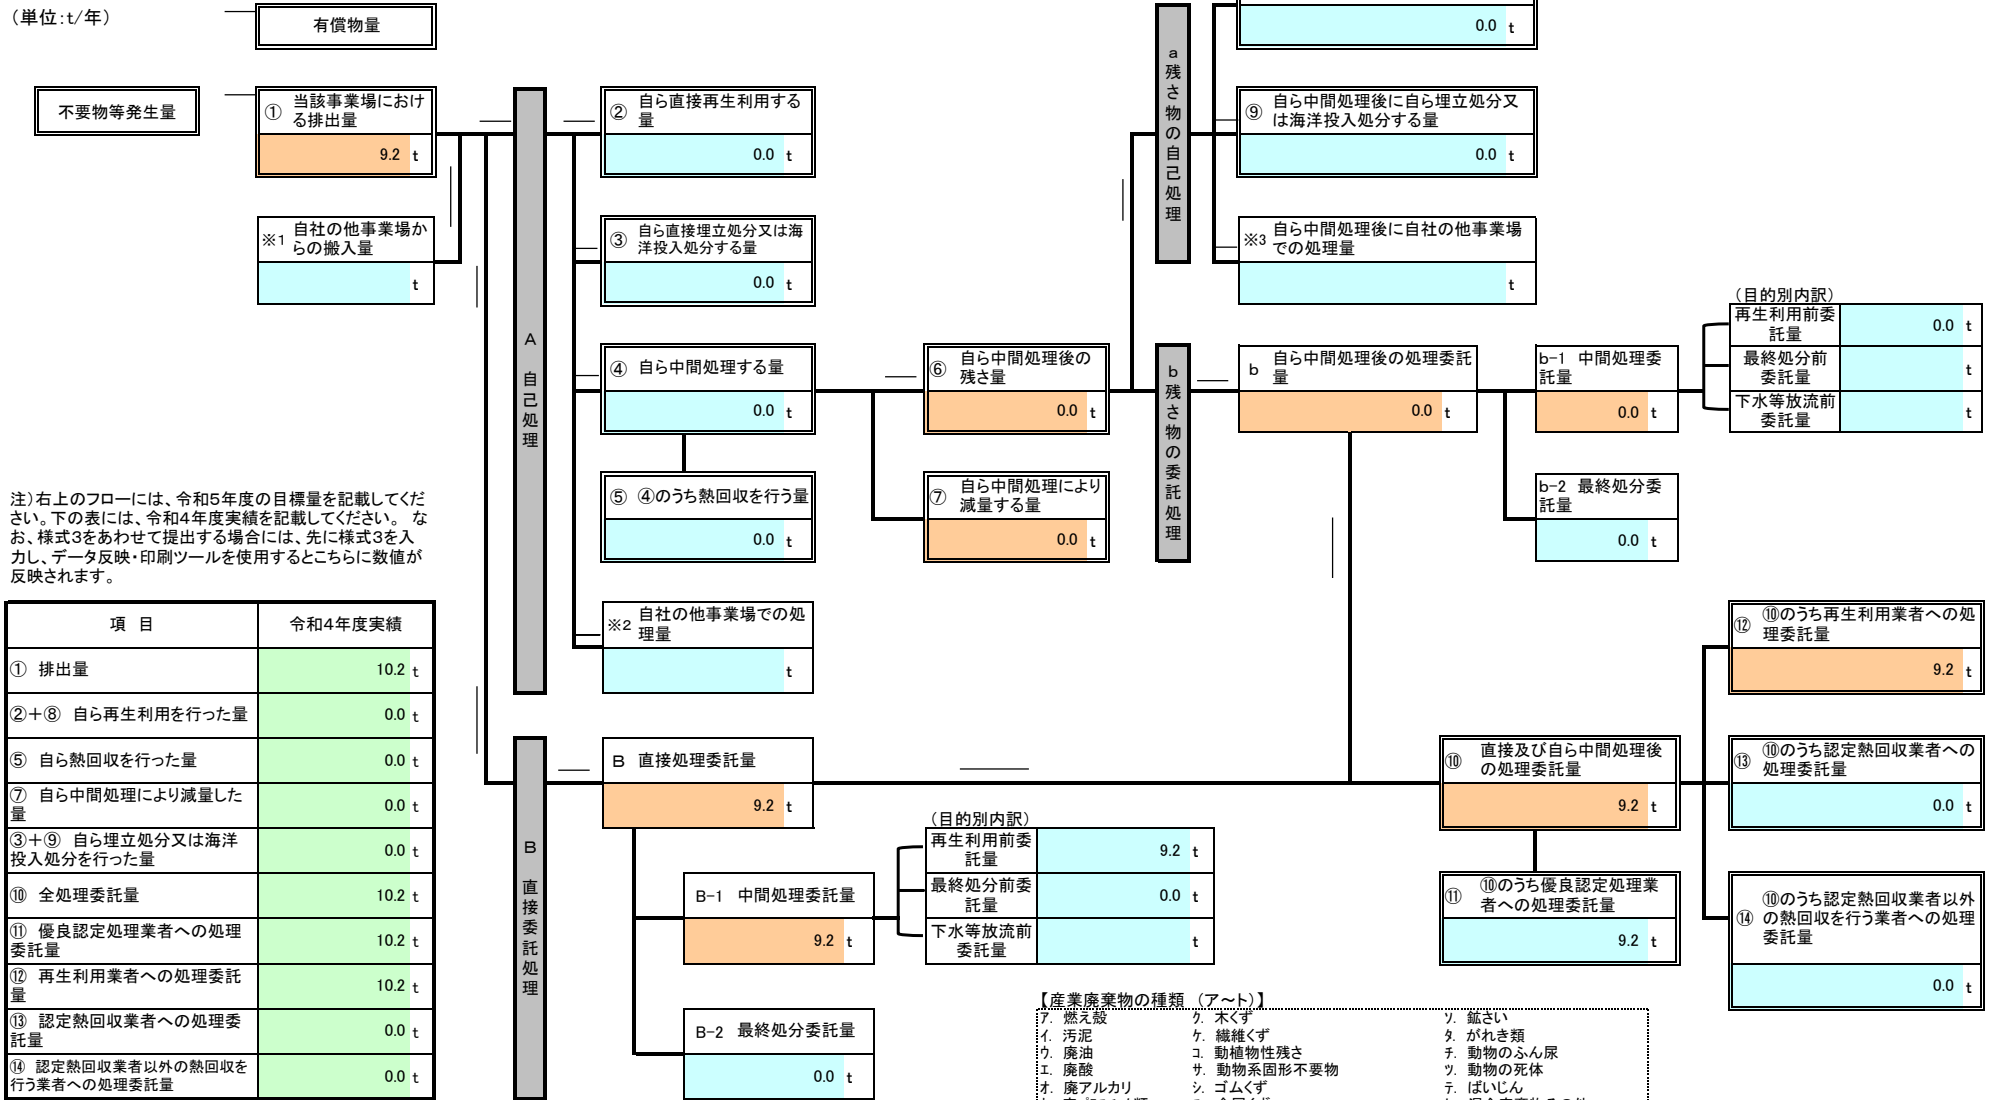 （単位：t/年）
有償物量
0.0 t
不要物等発生量
① 当該事業場におけ
る排出量
9.2 t
※1 自社の他事業場か
らの搬入量
t
A 自己処理
② 自ら直接再生利用する
量
0.0 t
③ 自ら直接埋立処分又は海
洋投入処分する量
0.0 t
④ 自ら中間処理する量
0.0 t
⑤ ④のうち熱回収を行う量
0.0 t
※2 自社の他事業場での処
理量
t
⑥ 自ら中間処理後の
残さ量
0.0 t
⑦ 自ら中間処理により
減量する量
0.0 t
a 残さ物の自己処理
⑨ 自ら中間処理後に自ら埋立処分又
は海洋投入処分する量
0.0 t
※3 自ら中間処理後に自社の他事業場
での処理量
t
b 残さ物の委託処理
b 自ら中間処理後の処理委託
量
0.0 t
b-1 中間処理委
託量
0.0 t
b-2 最終処分委
託量
0.0 t
（目的別内訳）
再生利用前委
託量
0.0 t
最終処分前
委託量
t
下水等放流前
委託量
t
注）右上のフローには、令和5年度の目標量を記載してくだ
さい。下の表には、令和4年度実績を記載してください。 な
お、様式3をあわせて提出する場合には、先に様式3を入
力し、データ反映・印刷ツールを使用するとこちらに数値が
反映されます。
項 目 令和4年度実績
① 排出量 10.2 t
②＋⑧ 自ら再生利用を行った量 0.0 t
⑤ 自ら熱回収を行った量 0.0 t
⑦ 自ら中間処理により減量した
量 0.0 t
③＋⑨ 自ら埋立処分又は海洋
投入処分を行った量 0.0 t
⑩ 全処理委託量 10.2 t
⑪ 優良認定処理業者への処理
委託量 10.2 t
⑫ 再生利用業者への処理委託
量 10.2 t
⑬ 認定熱回収業者への処理委
託量 0.0 t
⑭ 認定熱回収業者以外の熱回収を
行う業者への処理委託量 0.0 t
B 直接委託処理
B 直接処理委託量
9.2 t
B-1 中間処理委託量
9.2 t
B-2 最終処分委託量
0.0 t
（目的別内訳）
再生利用前委
託量
9.2 t
最終処分前委
託量
0.0 t
下水等放流前
委託量
t
⑩ 直接及び自ら中間処理後
の処理委託量
9.2 t
⑪ ⑩のうち優良認定処理業
者への処理委託量
9.2 t
⑫ ⑩のうち再生利用業者への処
理委託量
9.2 t
⑬ ⑩のうち認定熱回収業者への
処理委託量
0.0 t
⑭ ⑩のうち認定熱回収業者以外
の熱回収を行う業者への処理
委託量
0.0 t
【産業廃棄物の種類 （ア～ト）】
ア. 燃え殻 ク. 木くず ソ. 鉱さい
イ. 汚泥 ケ. 繊維くず タ. がれき類
ウ. 廃油 コ. 動植物性残さ チ. 動物のふん尿
エ. 廃酸 サ. 動物系固形不要物 ツ. 動物の死体
オ. 廃アルカリ シ. ゴムくず テ. ばいじん